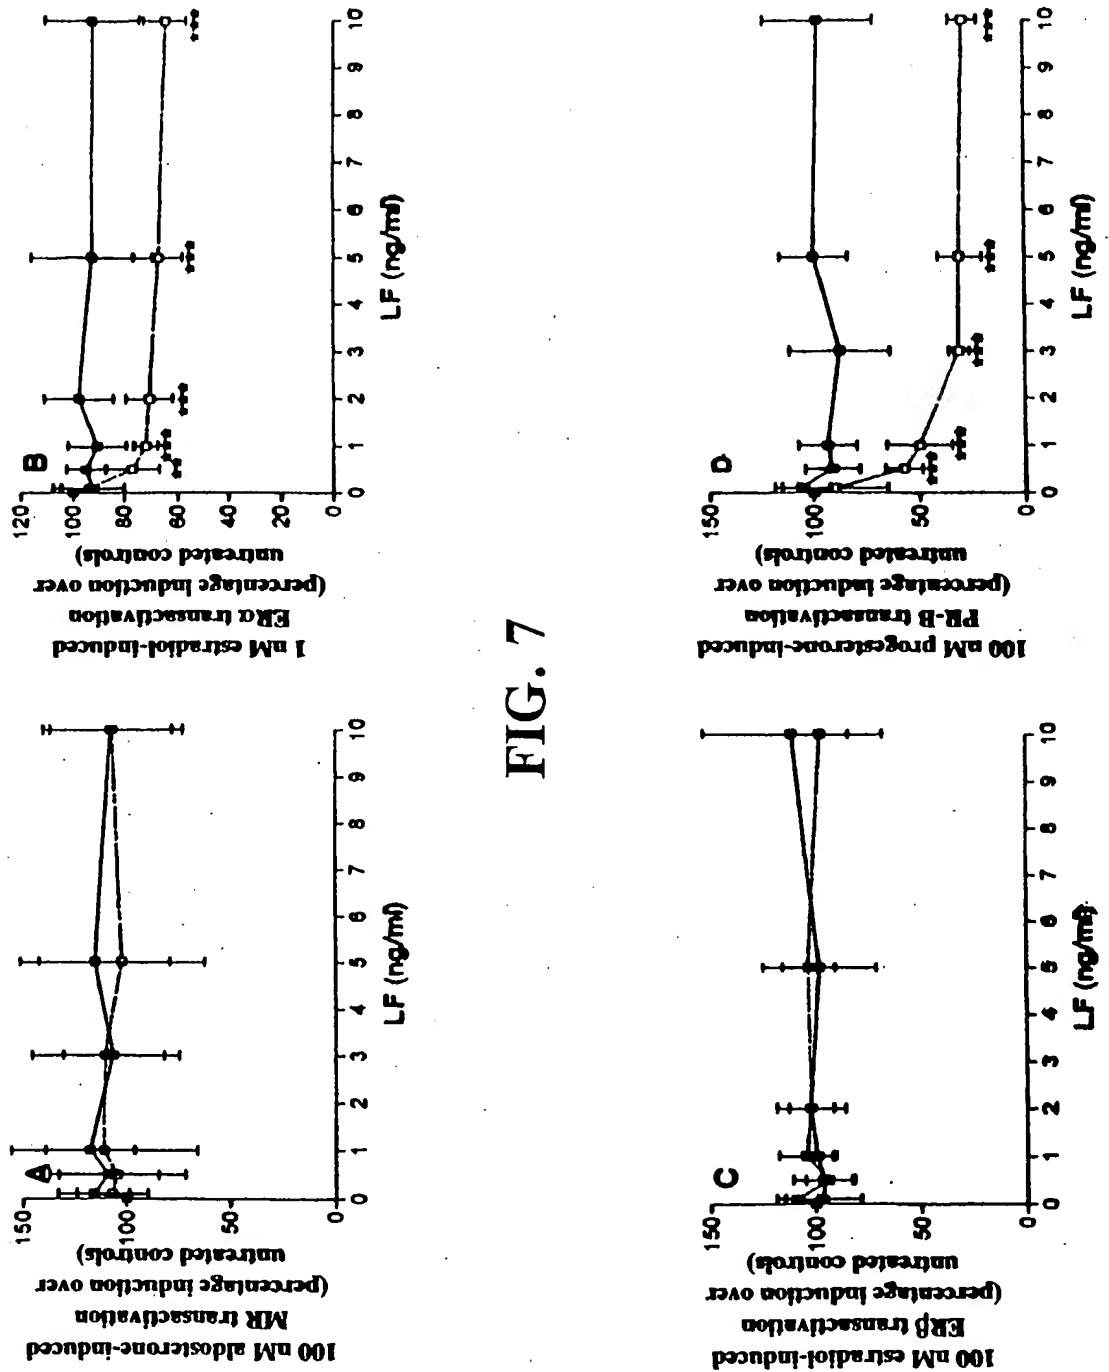 A
100 nM aldosterone-induced
MR transactivation
(percentage induction over
untreated controls)
150
100
50
0
0 1 2 3 4 5 6 7 8 9 10
LF (ng/ml)
B
1 nM estradiol-induced
ERα transactivation
(percentage induction over
untreated controls)
120
100
80
60
40
20
0
** *** *** *** ***
0 1 2 3 4 5 6 7 8 9 10
LF (ng/ml)
FIG. 7
C
100 nM estradiol-induced
ERβ transactivation
(percentage induction over
untreated controls)
150
100
50
0
0 1 2 3 4 5 6 7 8 9 10
LF (ng/ml)
D
100 nM progesterone-induced
PR-B transactivation
(percentage induction over
untreated controls)
150
100
50
0
*** *** *** *** ***
0 1 2 3 4 5 6 7 8 9 10
LF (ng/ml)